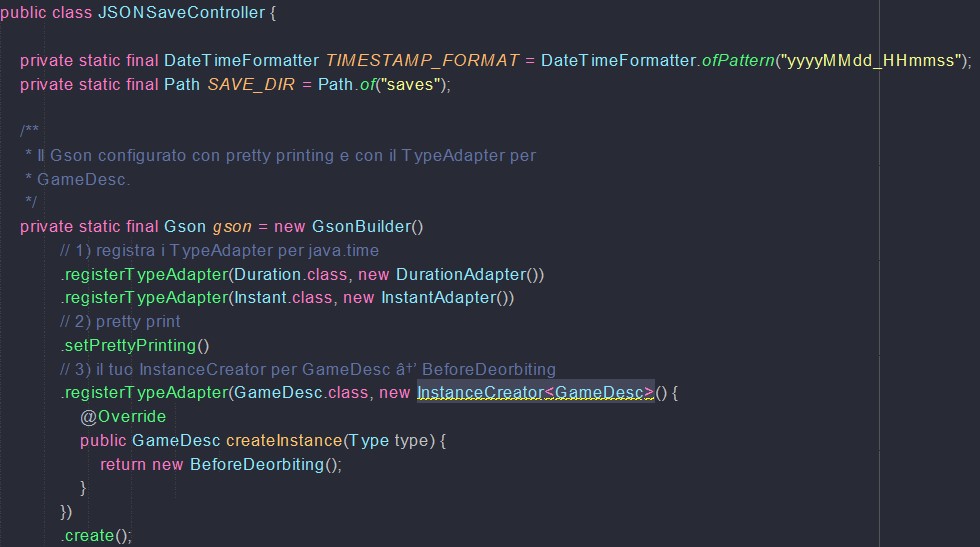 public class JSONSaveController {
private static final DateTimeFormatter TIMESTAMP_FORMAT = DateTimeFormatter.ofPattern("yyyyMMdd_HHmmss");
private static final Path SAVE_DIR = Path.of("saves");
/**
* Il Gson configurato con pretty printing e con il TypeAdapter per
* GameDesc.
*/
private static final Gson gson = new GsonBuilder()
// 1) registra i TypeAdapter per java.time
.registerTypeAdapter(Duration.class, new DurationAdapter())
.registerTypeAdapter(Instant.class, new InstantAdapter())
// 2) pretty print
.setPrettyPrinting()
// 3) il tuo InstanceCreator per GameDesc â†’ BeforeDeorbiting
.registerTypeAdapter(GameDesc.class, new InstanceCreator<GameDesc>() {
@Override
public GameDesc createInstance(Type type) {
return new BeforeDeorbiting();
}
})
.create();